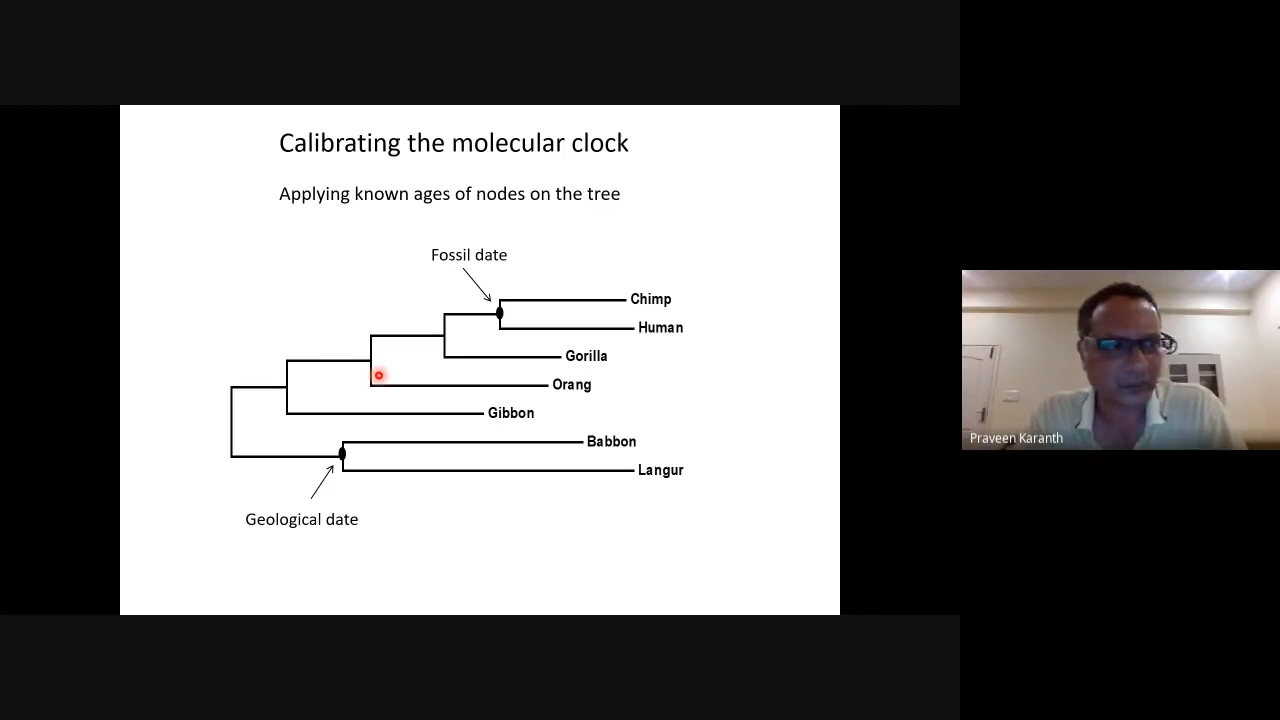 Calibrating the molecular clock
Applying known ages of nodes on the tree
Fossil date
Chimp
Human
Gorilla
Orang
Gibbon
Babbon
Langur
Geological date
Praveen Karanth